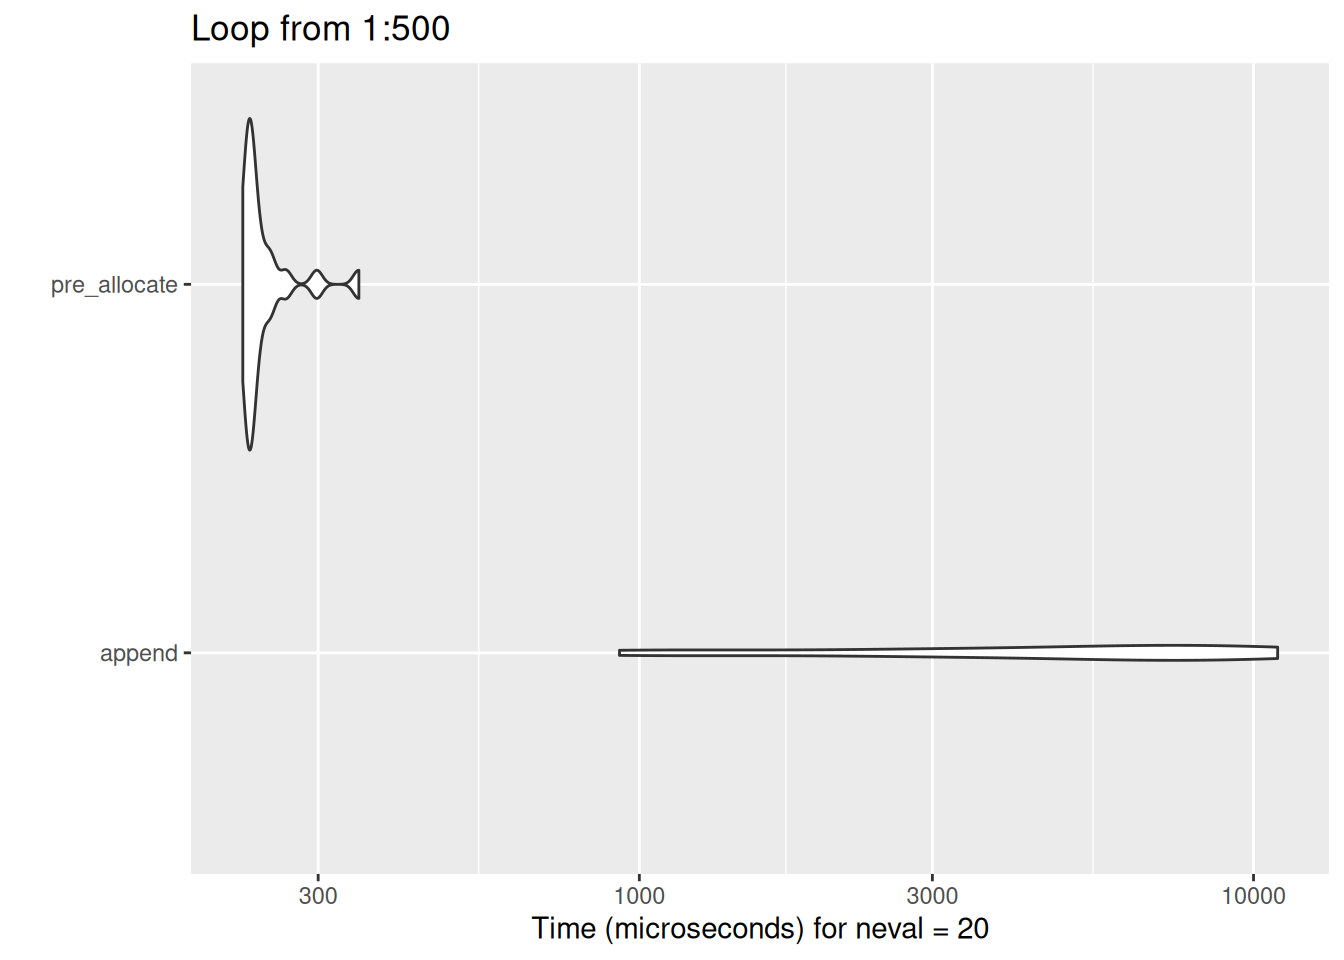 Loop from 1:500
pre_allocate
append
300
1000
3000
10000
Time (microseconds) for neval = 20